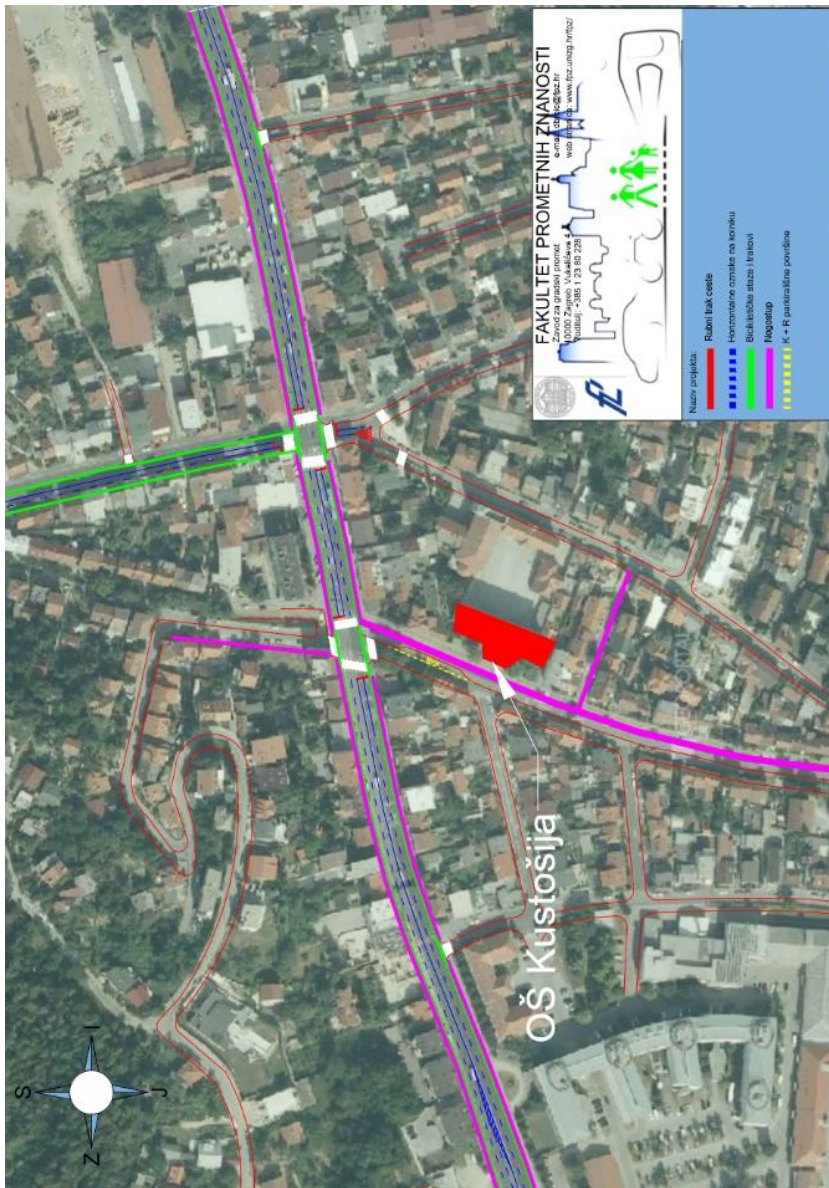 FAKULTET PROMETNIH ZNANOSTI
Zavod za gradski promet
10000 Zagreb, Vukelićeva 4
Voditelj: +385 1 23 80 228
Naziv projekta:
Rubni trak ceste
Horizontalne oznake na kolniku
Biciklističke staze i trakovi
Nogostup
K + R parkirališne površine
OŠ Kustošija
S
I
J
Z